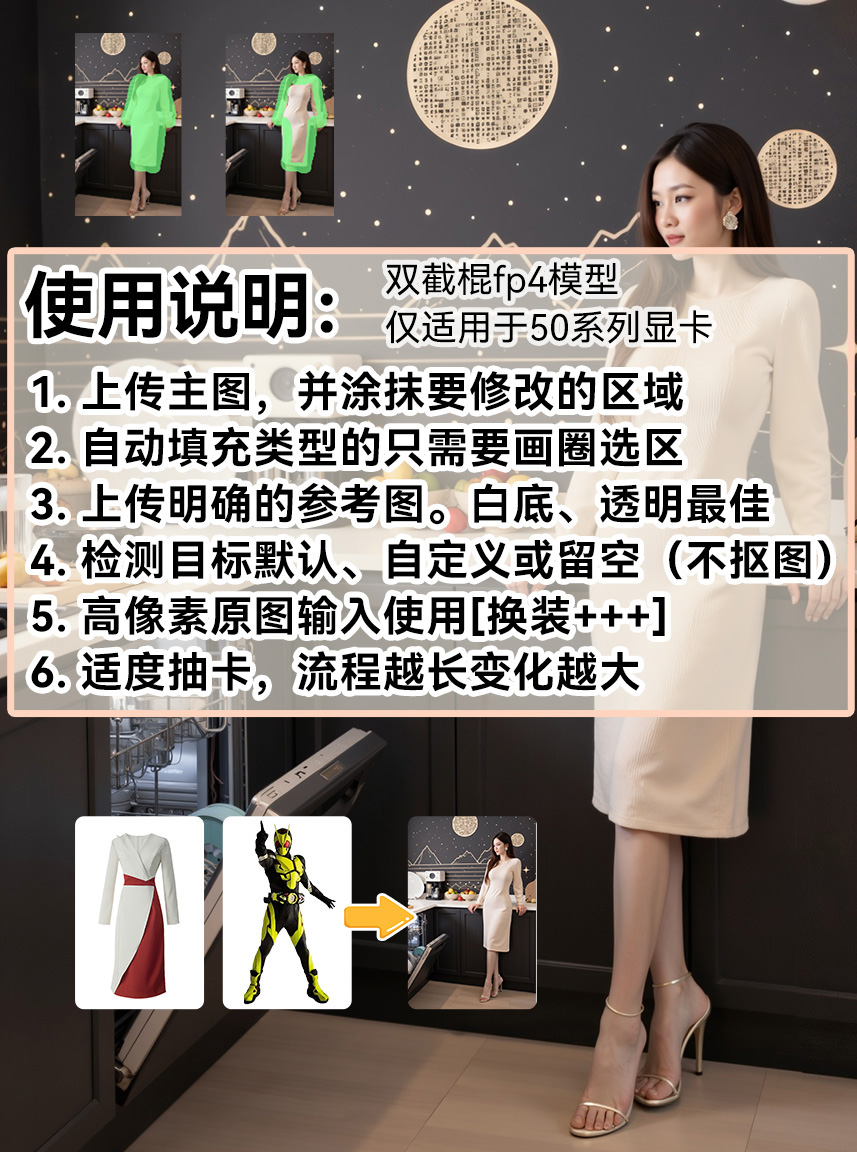 使用说明：
双截棍fp4模型
仅适用于50系列显卡
1. 上传主图，并涂抹要修改的区域
2. 自动填充类型的只需要画圈选区
3. 上传明确的参考图。白底、透明最佳
4. 检测目标默认、自定义或留空（不抠图）
5. 高像素原图输入使用[换装+++]
6. 适度抽卡，流程越长变化越大